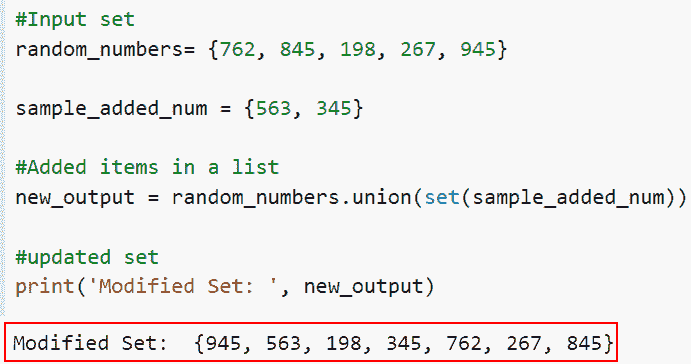 #Input set
random_numbers= {762, 845, 198, 267, 945}
sample_added_num = {563, 345}
#Added items in a list
new_output = random_numbers.union(set(sample_added_num))
#updated set
print('Modified Set: ', new_output)
Modified Set:  {945, 563, 198, 345, 762, 267, 845}